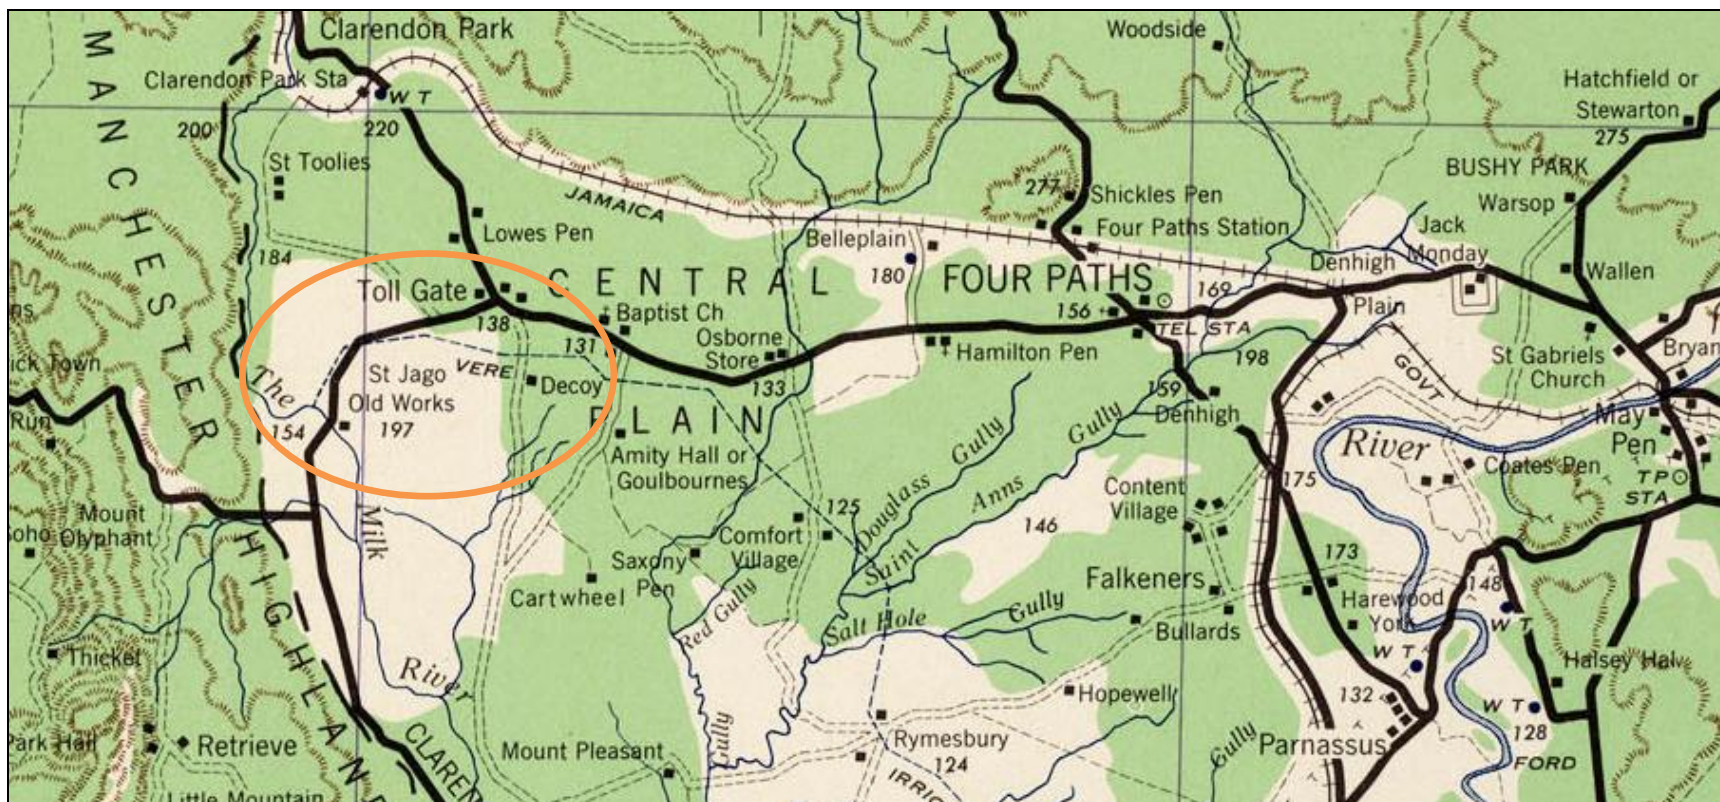 Clarendon Park
Woodside
Clarendon Park Sta
W T
Hatchfield or
Stewarton
275
200
220
MANCHESTER
St Toolies
JAMAICA
277
Shickles Pen
BUSHY PARK
Warsop
Lowes Pen
Four Paths Station
Jack
Monday
Belleplain
184
180
Denhigh
Plain
Wallen
CENTRAL
FOUR PATHS
Toll Gate
138
Baptist Ch
156
169
131
Osborne
Store
TEL STA
Hamilton Pen
198
St Gabriels
Church
Bryan
ick Town
The
St Jago
Old Works
VERE
Decoy
133
159
Denhigh
GOVT
Run
154
197
PLAIN
May
Pen
River
Amity Hall or
Goulbournes
Douglass Gully
Saint Anns Gully
175
Coates Pen
T P
STA
Content
Village
Mount
Olyphant
oho
Milk
125
146
Comfort
Village
Saxony
Pen
173
Cartwheel
Falkeners
148
Red Gully
Salt Hole Gully
Harewood
York
W T
Bullards
Thicket
HIGHLAN
River
W T
Halsey Hal
Hopewell
132
W T
128
Park Hall
Retrieve
CLAREN
Mount Pleasant
Gully
Rymesbury
124
Gully
Parnassus
FORD
IRRIG
Little Mountain